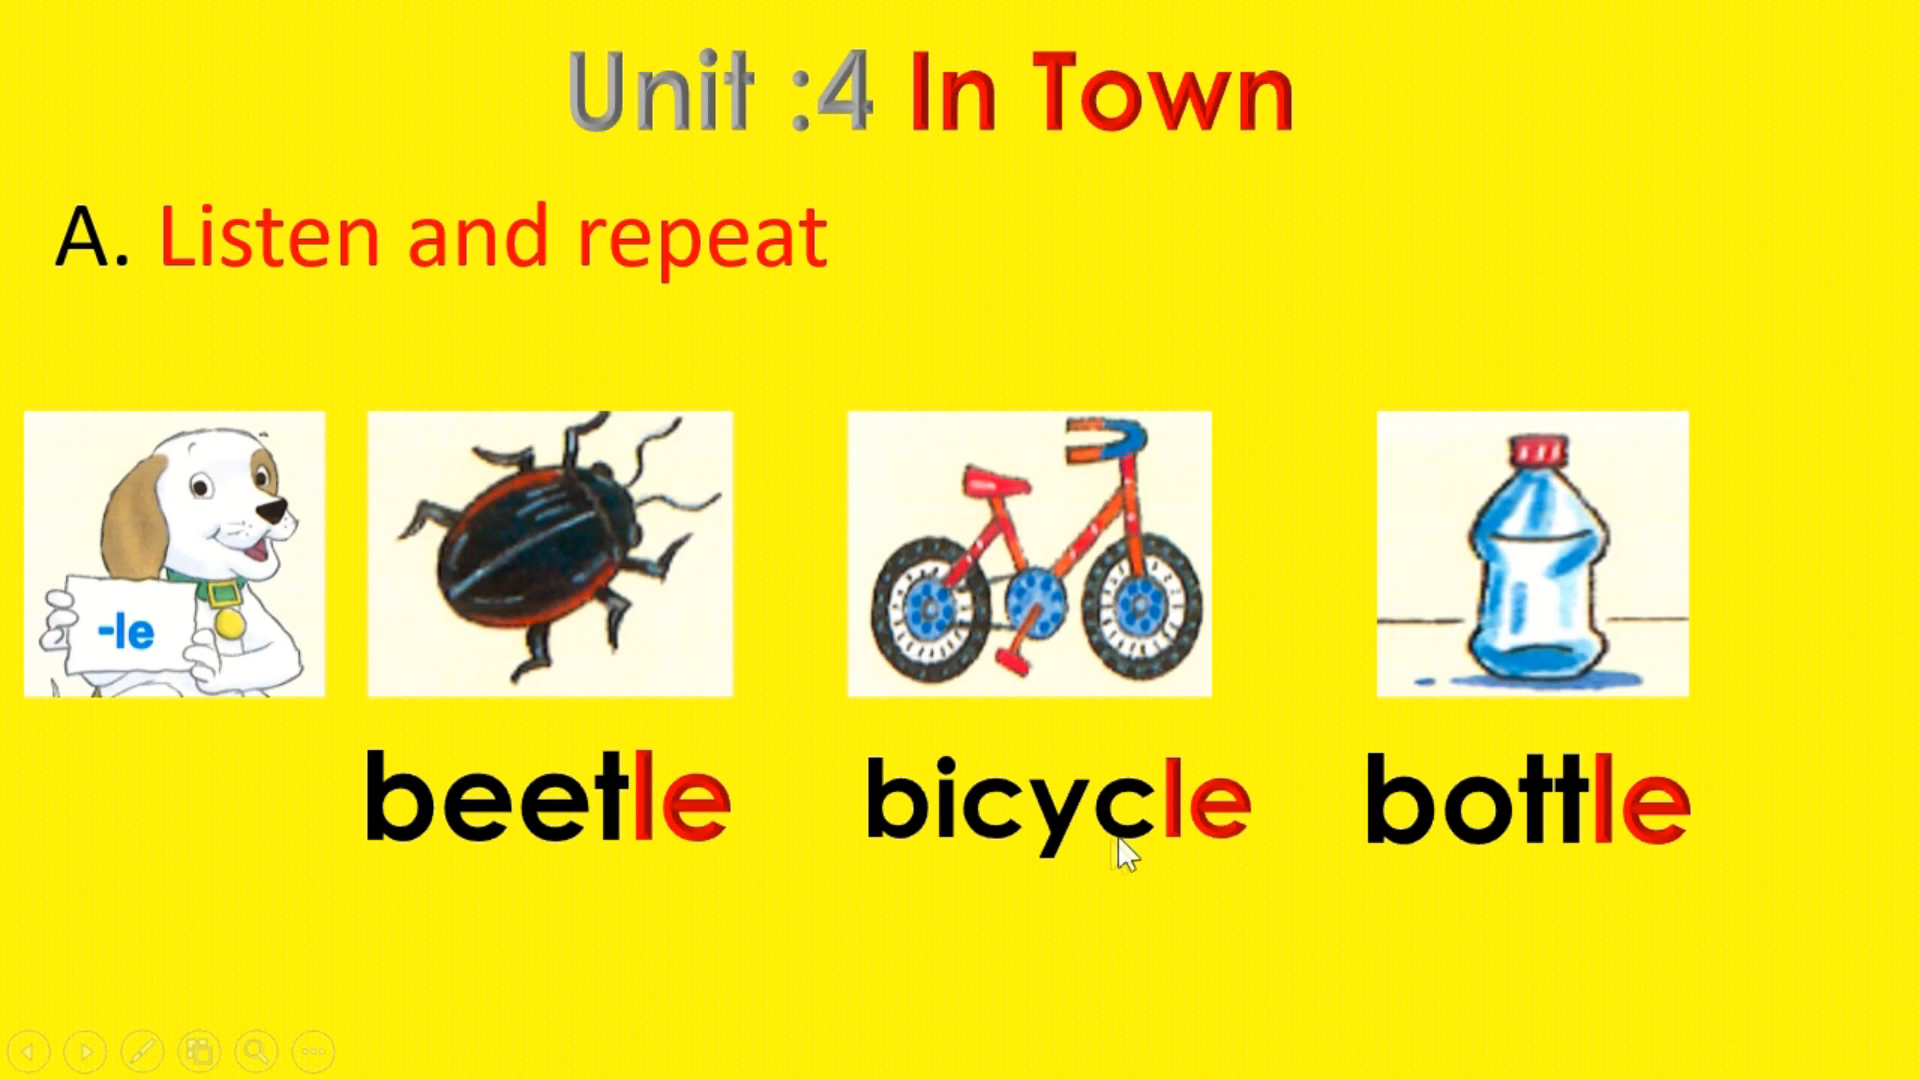 Unit :4 In Town
A. Listen and repeat
-le
beetle bicycle bottle